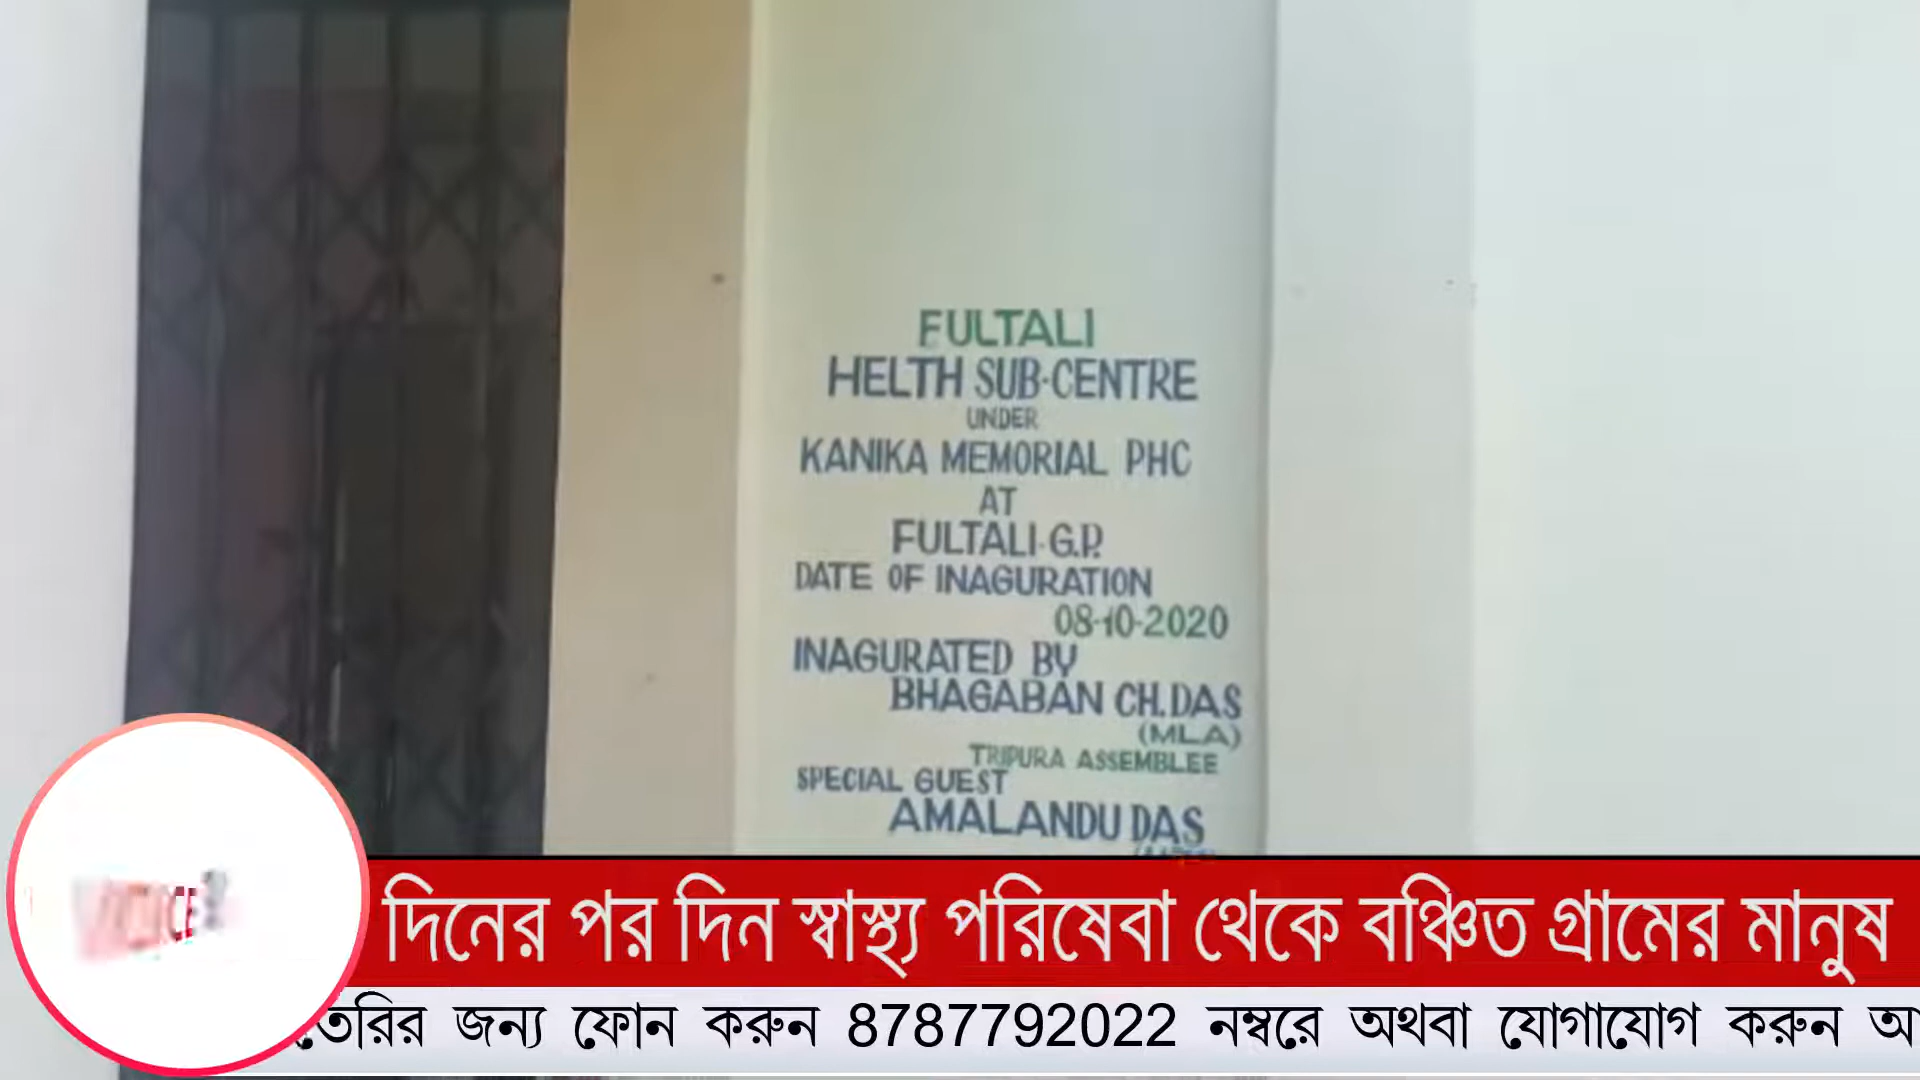 FULTALI
HELTH SUB-CENTRE
UNDER
KANIKA MEMORIAL PHC
AT
FULTALI-G.P.
DATE OF INAGURATION
08-10-2020
INAGURATED BY
BHAGABAN CH. DAS
(MLA)
TRIPURA ASSEMBLEE
SPECIAL GUEST
AMALANDU DAS
দিনের পর দিন স্বাস্থ্য পরিষেবা থেকে বঞ্চিত গ্রামের মানুষ
তৈরির জন্য ফোন করুন 8787792022 নম্বরে অথবা যোগাযোগ করুন